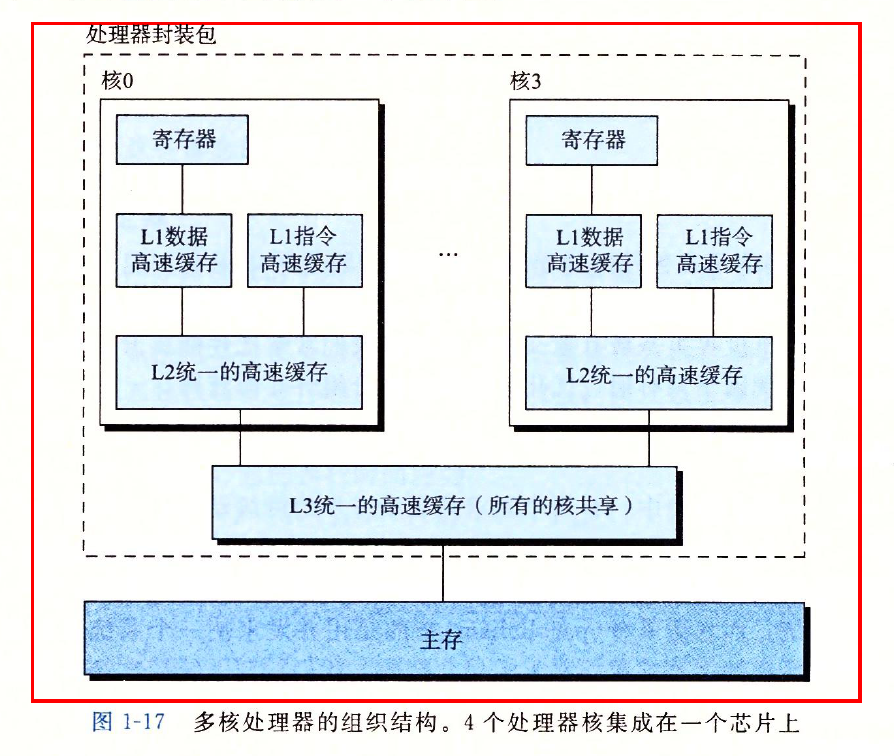 处理器封装包
核0
核3
寄存器
寄存器
L1数据
高速缓存
L1指令
高速缓存
…
L1数据
高速缓存
L1指令
高速缓存
L2统一的高速缓存
L2统一的高速缓存
L3统一的高速缓存（所有的核共享）
主存
图 1-17 多核处理器的组织结构。4 个处理器核集成在一个芯片上